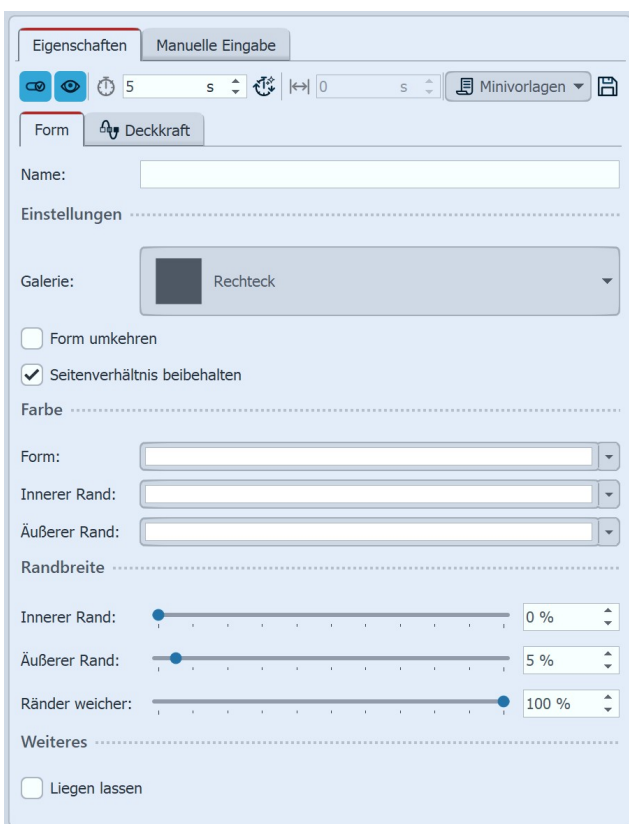 Eigenschaften Manuelle Eingabe
5 s 0 s Minivorlagen
Form Deckkraft
Name:
Einstellungen
Galerie: Rechteck
Form umkehren
Seitenverhältnis beibehalten
Farbe
Form:
Innerer Rand:
Äußerer Rand:
Randbreite
Innerer Rand: 0 %
Äußerer Rand: 5 %
Ränder weicher: 100 %
Weiteres
Liegen lassen